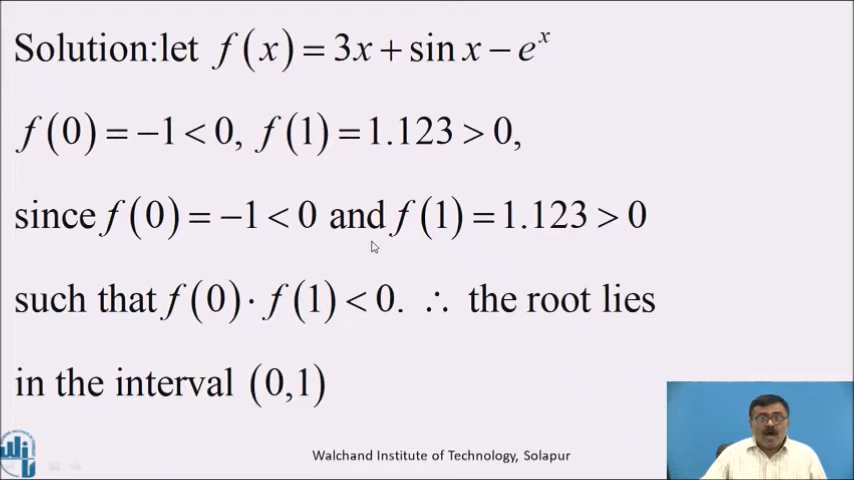 Solution:let f(x) = 3x + sin x − eˣ
f(0) = −1 < 0, f(1) = 1.123 > 0,
since f(0) = −1 < 0 and f(1) = 1.123 > 0
such that f(0)· f(1) < 0. ∴ the root lies
in the interval (0,1)
Walchand Institute of Technology, Solapur